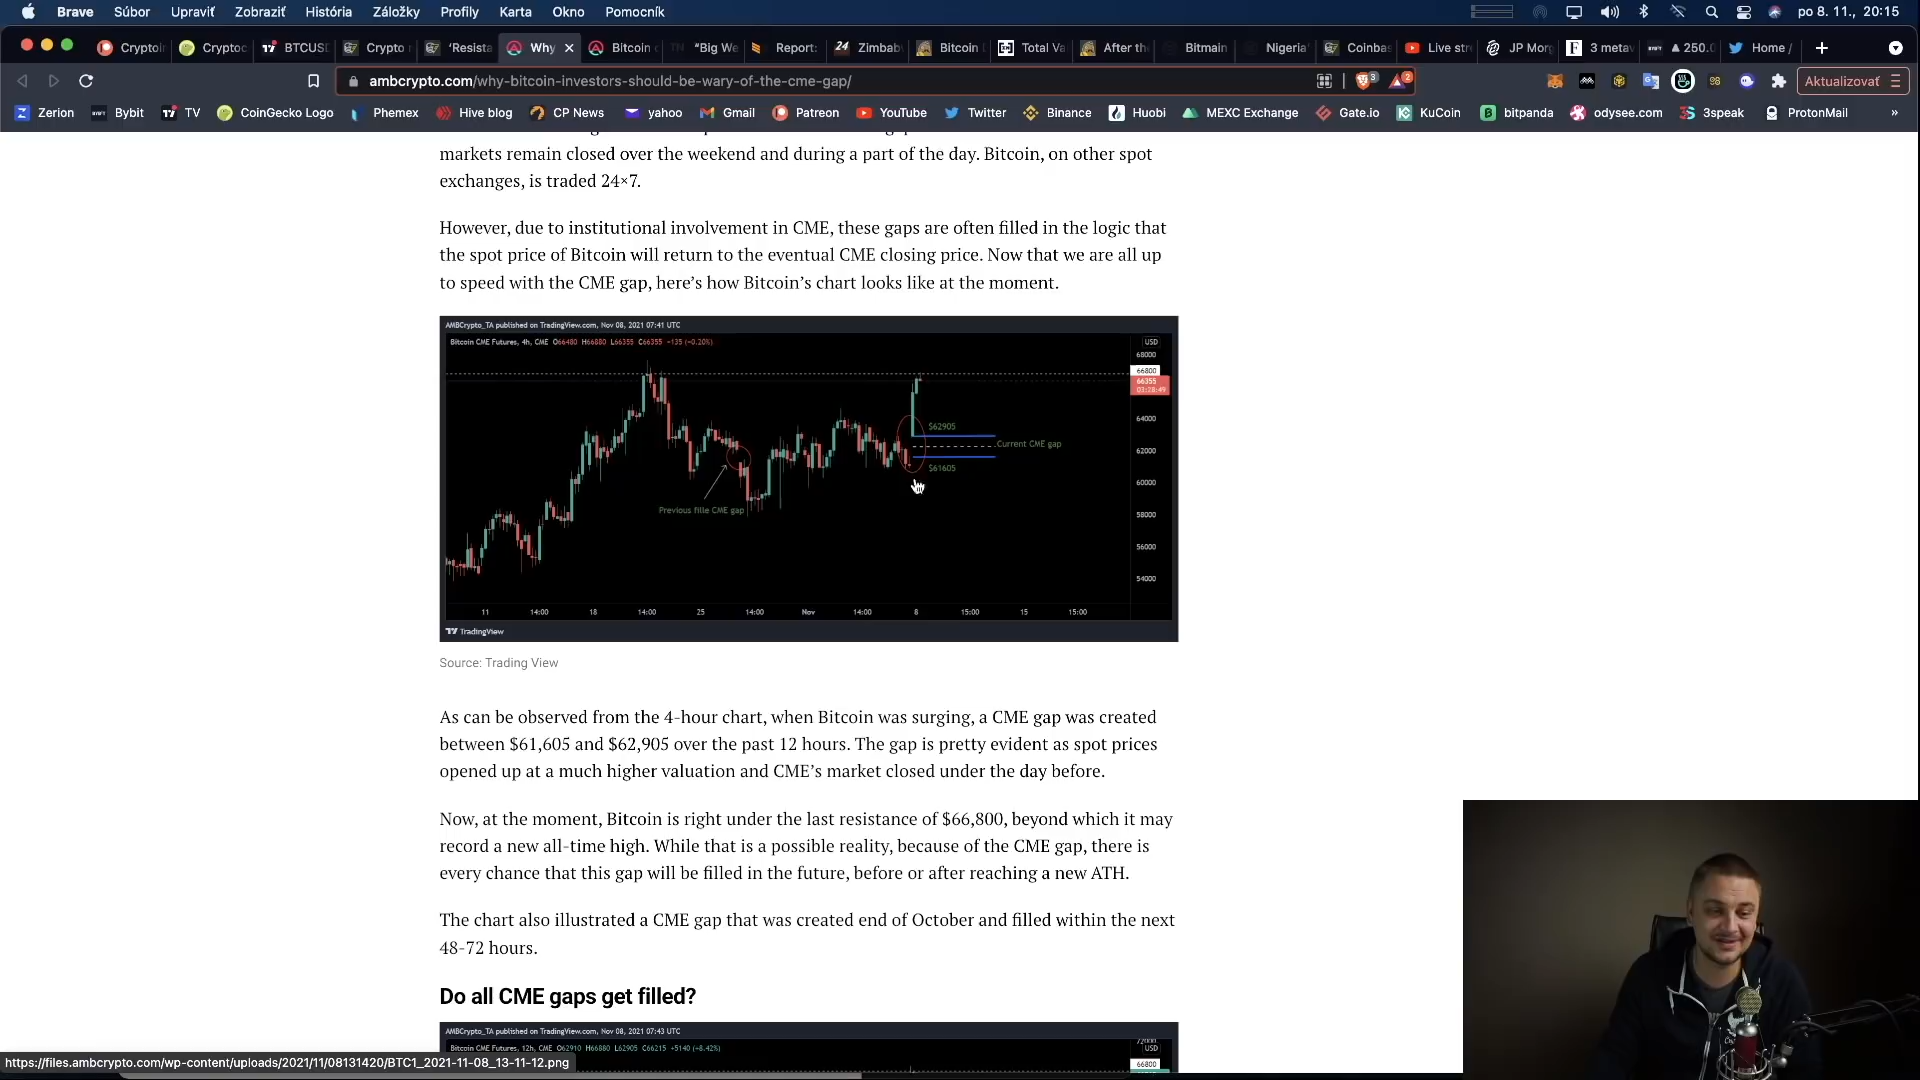 Brave Súbor Upraviť Zobraziť História Záložky Profily Karta Okno Pomocník po 8. 11., 20:15
Cryptoi Cryptoc BTCUS Crypto 'Resista Why Bitcoin "Big We Report: Zimbab Bitcoin Total Va After the Bitmain Nigeria' Coinbas Live str JP Mor 3 metav 250.0 Home /
ambcrypto.com/why-bitcoin-investors-should-be-wary-of-the-cme-gap/ 3 2 Aktualizovať
Zerion Bybit TV CoinGecko Logo Phemex Hive blog CP News yahoo Gmail Patreon YouTube Twitter Binance Huobi MEXC Exchange Gate.io KuCoin bitpanda odysee.com 3speak ProtonMail »
markets remain closed over the weekend and during a part of the day. Bitcoin, on other spot
exchanges, is traded 24×7.
However, due to institutional involvement in CME, these gaps are often filled in the logic that
the spot price of Bitcoin will return to the eventual CME closing price. Now that we are all up
to speed with the CME gap, here's how Bitcoin's chart looks like at the moment.
AMBCrypto_TA published on TradingView.com, Nov 08, 2021 07:41 UTC
Bitcoin CME Futures, 4h, CME O66480 H66880 L66355 C66355 −135 (−0.20%) USD
68000
66800
66355
03:28:49
64000
$62905
Current CME gap
62000
$61605
60000
Previous fille CME gap
58000
56000
54000
11 14:00 18 14:00 25 14:00 Nov 14:00 8 15:00 15 15:00
TradingView
Source: Trading View
As can be observed from the 4-hour chart, when Bitcoin was surging, a CME gap was created
between $61,605 and $62,905 over the past 12 hours. The gap is pretty evident as spot prices
opened up at a much higher valuation and CME's market closed under the day before.
Now, at the moment, Bitcoin is right under the last resistance of $66,800, beyond which it may
record a new all-time high. While that is a possible reality, because of the CME gap, there is
every chance that this gap will be filled in the future, before or after reaching a new ATH.
The chart also illustrated a CME gap that was created end of October and filled within the next
48-72 hours.
Do all CME gaps get filled?
AMBCrypto_TA published on TradingView.com, Nov 08, 2021 07:43 UTC
Bitcoin CME Futures, 12h, CME O62910 H66880 L62905 C66215 +5140 (+8.42%) USD
66800
https://files.ambcrypto.com/wp-content/uploads/2021/11/08131420/BTC1_2021-11-08_13-11-12.png